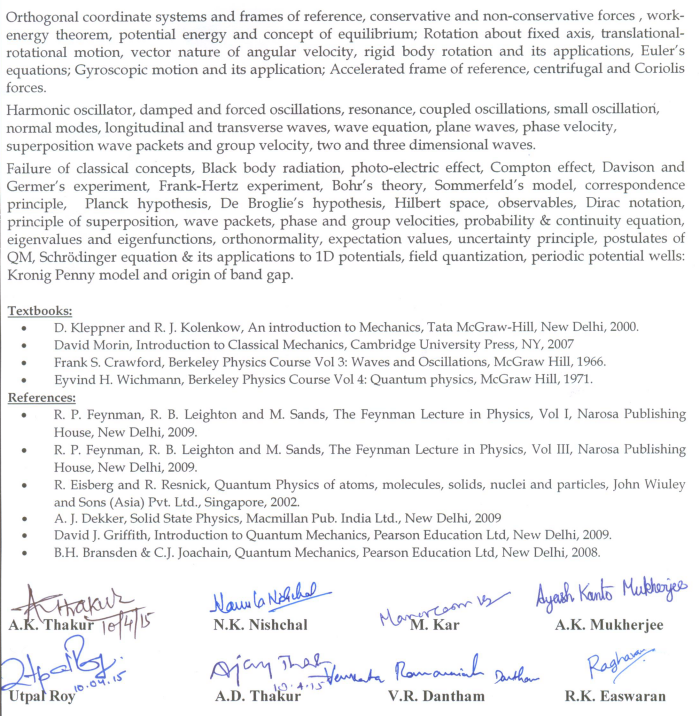 Orthogonal coordinate systems and frames of reference, conservative and non-conservative forces , work-
energy theorem, potential energy and concept of equilibrium; Rotation about fixed axis, translational-
rotational motion, vector nature of angular velocity, rigid body rotation and its applications, Euler's
equations; Gyroscopic motion and its application; Accelerated frame of reference, centrifugal and Coriolis
forces.
Harmonic oscillator, damped and forced oscillations, resonance, coupled oscillations, small oscillation,
normal modes, longitudinal and transverse waves, wave equation, plane waves, phase velocity,
superposition wave packets and group velocity, two and three dimensional waves.
Failure of classical concepts, Black body radiation, photo-electric effect, Compton effect, Davison and
Germer's experiment, Frank-Hertz experiment, Bohr's theory, Sommerfeld's model, correspondence
principle, Planck hypothesis, De Broglie's hypothesis, Hilbert space, observables, Dirac notation,
principle of superposition, wave packets, phase and group velocities, probability & continuity equation,
eigenvalues and eigenfunctions, orthonormality, expectation values, uncertainty principle, postulates of
QM, Schrödinger equation & its applications to 1D potentials, field quantization, periodic potential wells:
Kronig Penny model and origin of band gap.
Textbooks:
• D. Kleppner and R. J. Kolenkow, An introduction to Mechanics, Tata McGraw-Hill, New Delhi, 2000.
• David Morin, Introduction to Classical Mechanics, Cambridge University Press, NY, 2007
• Frank S. Crawford, Berkeley Physics Course Vol 3: Waves and Oscillations, McGraw Hill, 1966.
• Eyvind H. Wichmann, Berkeley Physics Course Vol 4: Quantum physics, McGraw Hill, 1971.
References:
• R. P. Feynman, R. B. Leighton and M. Sands, The Feynman Lecture in Physics, Vol I, Narosa Publishing
House, New Delhi, 2009.
• R. P. Feynman, R. B. Leighton and M. Sands, The Feynman Lecture in Physics, Vol III, Narosa Publishing
House, New Delhi, 2009.
• R. Eisberg and R. Resnick, Quantum Physics of atoms, molecules, solids, nuclei and particles, John Wiuley
and Sons (Asia) Pvt. Ltd., Singapore, 2002.
• A. J. Dekker, Solid State Physics, Macmillan Pub. India Ltd., New Delhi, 2009
• David J. Griffith, Introduction to Quantum Mechanics, Pearson Education Ltd, New Delhi, 2009.
• B.H. Bransden & C.J. Joachain, Quantum Mechanics, Pearson Education Ltd, New Delhi, 2008.
AThakur Ayash Kanto Mukherjee
A.K. Thakur 10/4/15 N.K. Nishchal M. Kar A.K. Mukherjee
Utpal Roy 10.04.15 Ajay Thakur Dantham Raghavan
Utpal Roy A.D. Thakur V.R. Dantham R.K. Easwaran